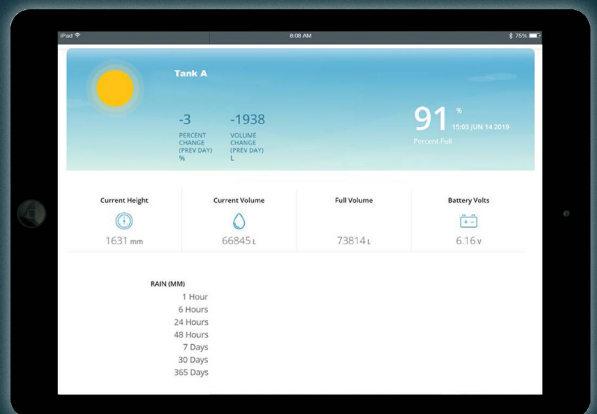 iPad 8:08 AM 75%
Tank A
-3 -1938
PERCENT CHANGE (PREV DAY) %
VOLUME CHANGE (PREV DAY) L
91 %
15:03 JUN 14 2019
Percent Full
Current Height Current Volume Full Volume Battery Volts
1631 mm 66845 L 73814 L 6.16 V
RAIN (MM)
1 Hour
6 Hours
24 Hours
48 Hours
7 Days
30 Days
365 Days